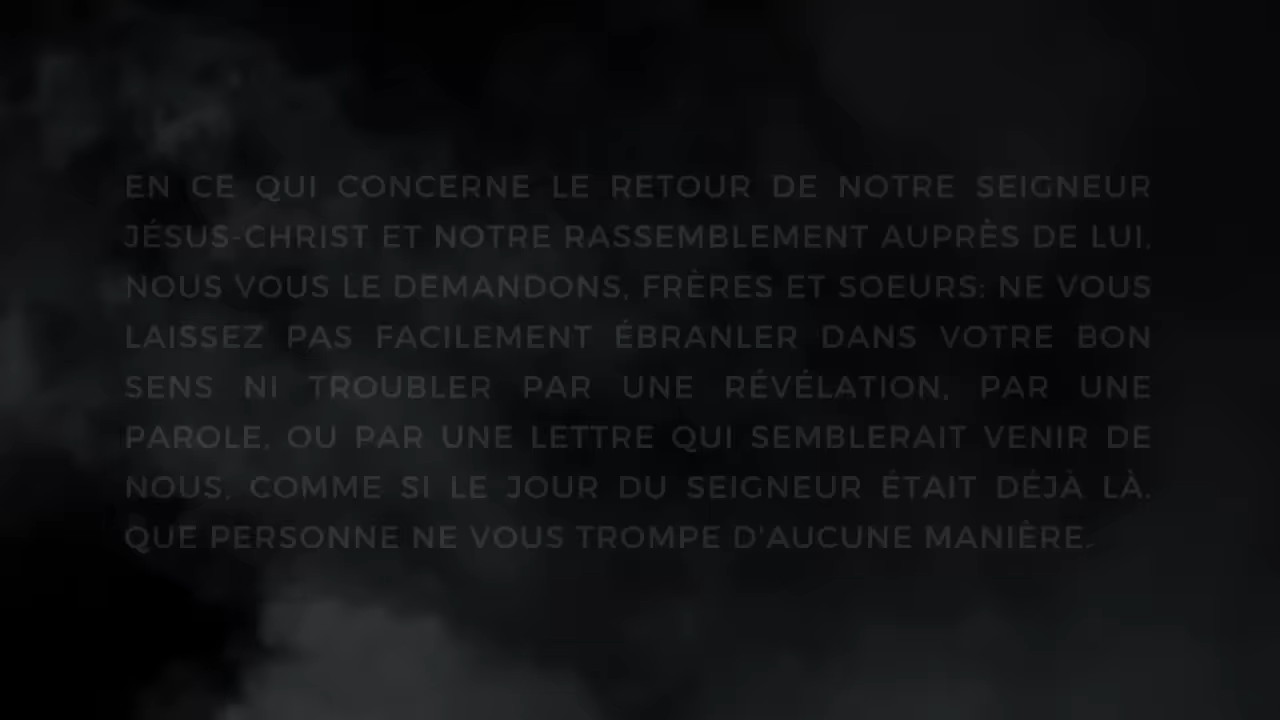 EN CE QUI CONCERNE LE RETOUR DE NOTRE SEIGNEUR
JÉSUS-CHRIST ET NOTRE RASSEMBLEMENT AUPRÈS DE LUI,
NOUS VOUS LE DEMANDONS, FRÈRES ET SOEURS: NE VOUS
LAISSEZ PAS FACILEMENT ÉBRANLER DANS VOTRE BON
SENS NI TROUBLER PAR UNE RÉVÉLATION, PAR UNE
PAROLE, OU PAR UNE LETTRE QUI SEMBLERAIT VENIR DE
NOUS, COMME SI LE JOUR DU SEIGNEUR ÉTAIT DÉJÀ LÀ.
QUE PERSONNE NE VOUS TROMPE D'AUCUNE MANIÈRE.